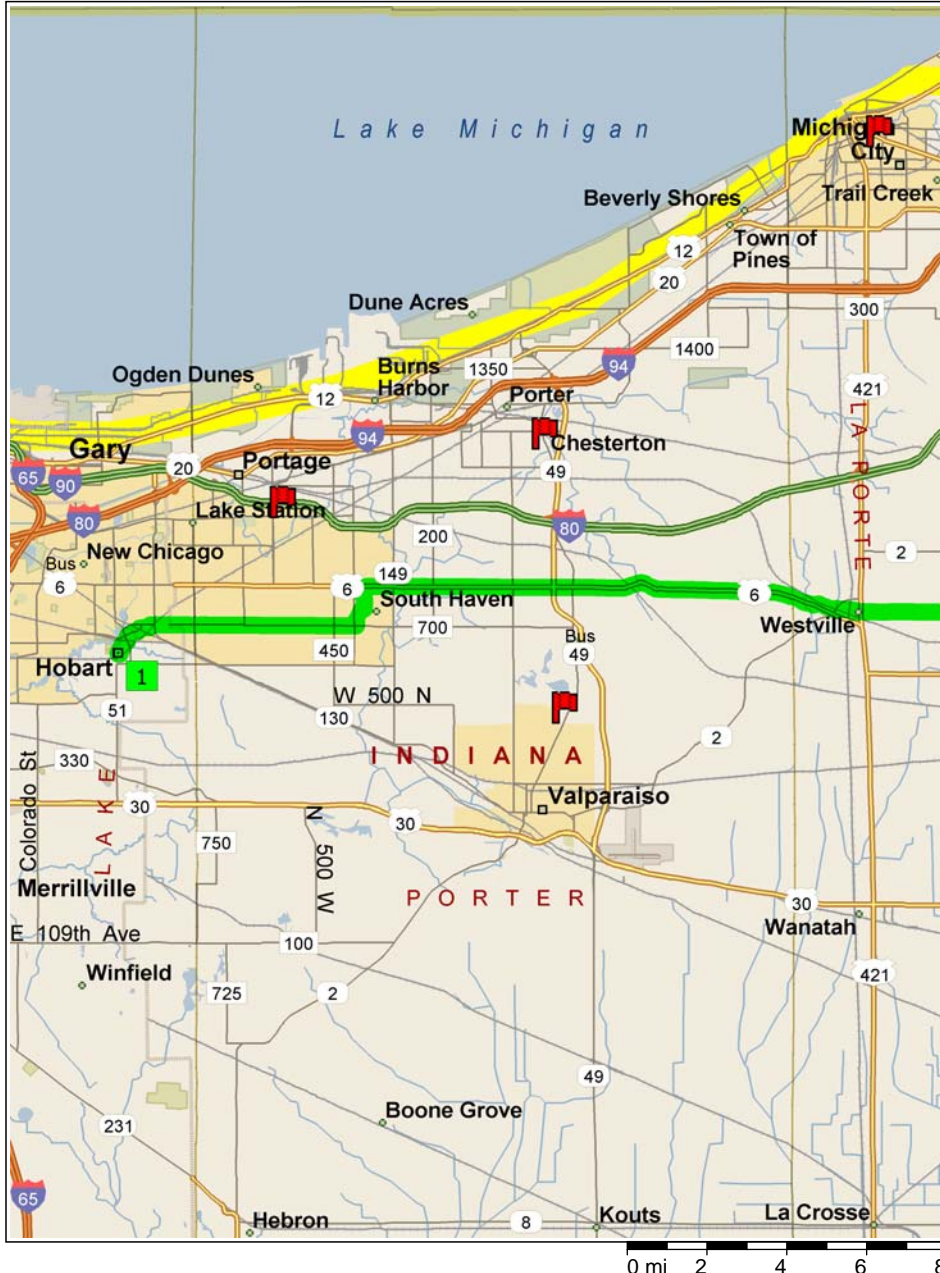 Lake Michigan
Michigan
City
Trail Creek
Beverly Shores
Town of
Pines
12
20
Dune Acres
300
1400
94
Burns
Harbor
1350
Ogden Dunes
12
Porter
421
94
Chesterton
Gary
20
Portage
49
LA PORTE
65
90
Lake Station
80
200
80
2
New Chicago
Bus
6
149
6
South Haven
6
Westville
700
Bus
49
450
Hobart
1
W 500 N
51
130
2
INDIANA
330
Colorado St
LAKE
30
Valparaiso
30
N
500 W
750
Merrillville
PORTER
30
Wanatah
E 109th Ave
100
Winfield
421
725
2
49
Boone Grove
231
65
Hebron
8
Kouts
La Crosse
0 mi 2 4 6 8